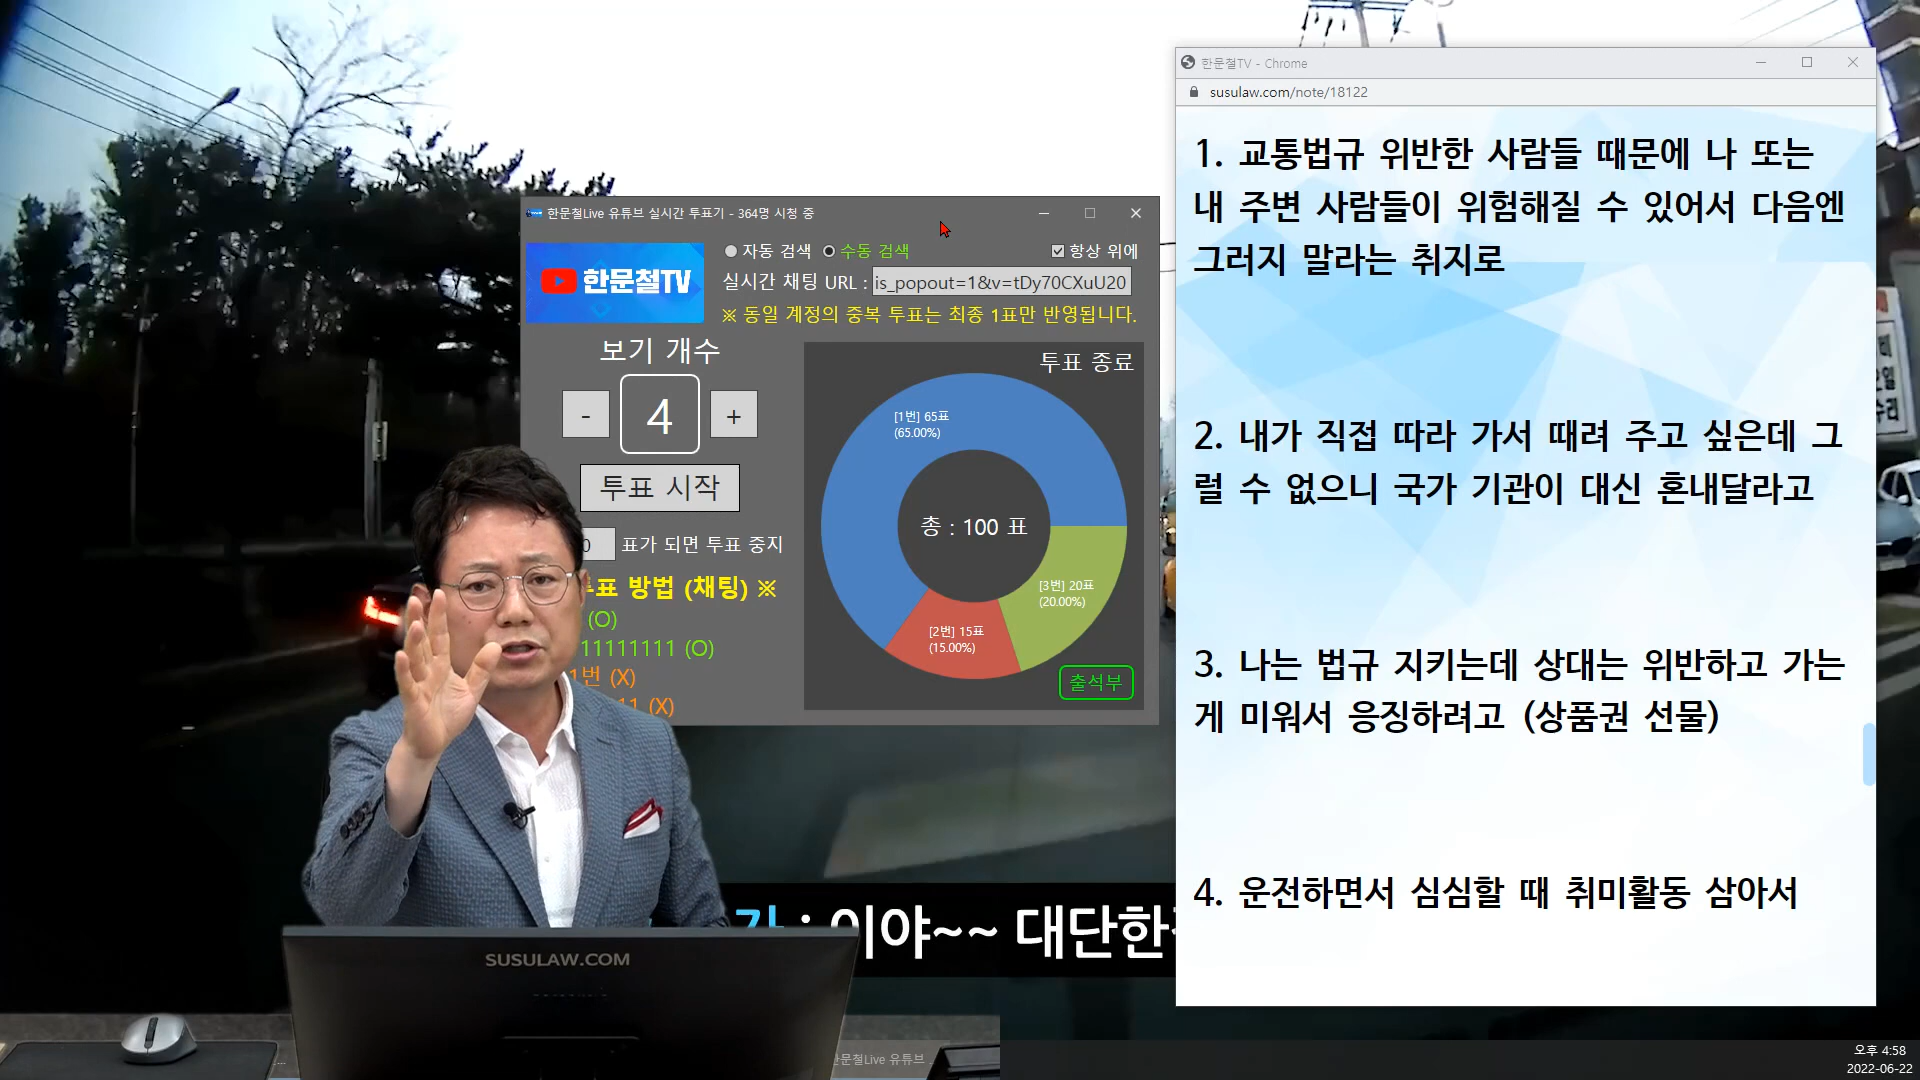 한문철Live 유튜브 실시간 투표기 - 364명 시청 중
한문철TV
자동 검색
수동 검색
항상 위에
실시간 채팅 URL : is_popout=1&v=tDy70CXuU20
※ 동일 계정의 중복 투표는 최종 1표만 반영됩니다.
보기 개수
- 4 +
투표 시작
표가 되면 투표 중지
방법 (채팅) ※
(O)
11111111 (O)
1번 (X)
11 (X)
투표 종료
[1번] 65표
(65.00%)
총 : 100 표
[3번] 20표
(20.00%)
[2번] 15표
(15.00%)
출석부
한문철TV - Chrome
susulaw.com/note/18122
1. 교통법규 위반한 사람들 때문에 나 또는
내 주변 사람들이 위험해질 수 있어서 다음엔
그러지 말라는 취지로
2. 내가 직접 따라 가서 때려 주고 싶은데 그
럴 수 없으니 국가 기관이 대신 혼내달라고
3. 나는 법규 지키는데 상대는 위반하고 가는
게 미워서 응징하려고 (상품권 선물)
4. 운전하면서 심심할 때 취미활동 삼아서
: 이야~~ 대단한
SUSULAW.COM
한문철Live 유튜브
오후 4:58
2022-06-22